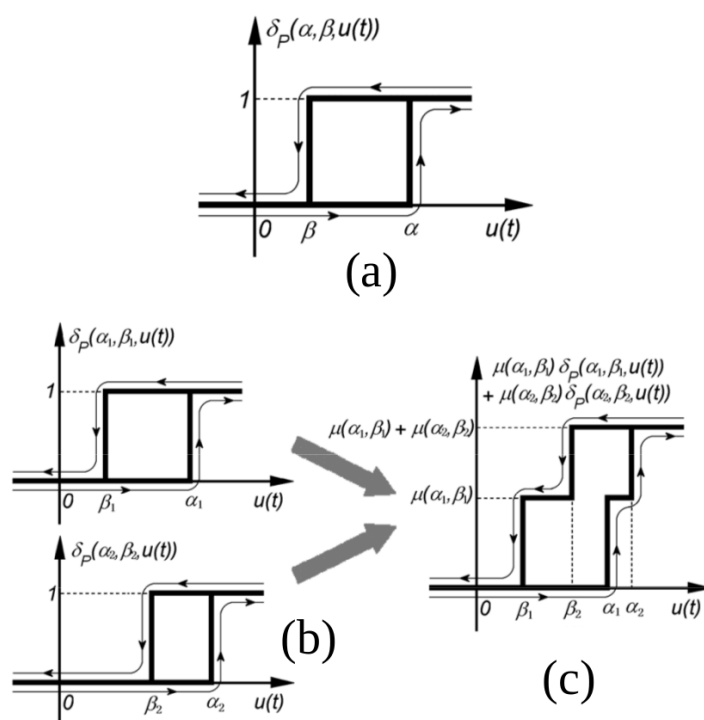 δₚ(α,β,u(t))
1
0 β α u(t)
(a)
δₚ(α₁,β₁,u(t))
1
0 β₁ α₁ u(t)
δₚ(α₂,β₂,u(t))
1
0 β₂ α₂ u(t)
(b)
μ(α₁,β₁) δₚ(α₁,β₁,u(t))
+ μ(α₂,β₂) δₚ(α₂,β₂,u(t))
μ(α₁,β₁) + μ(α₂,β₂)
μ(α₁,β₁)
0 β₁ β₂ α₁ α₂ u(t)
(c)